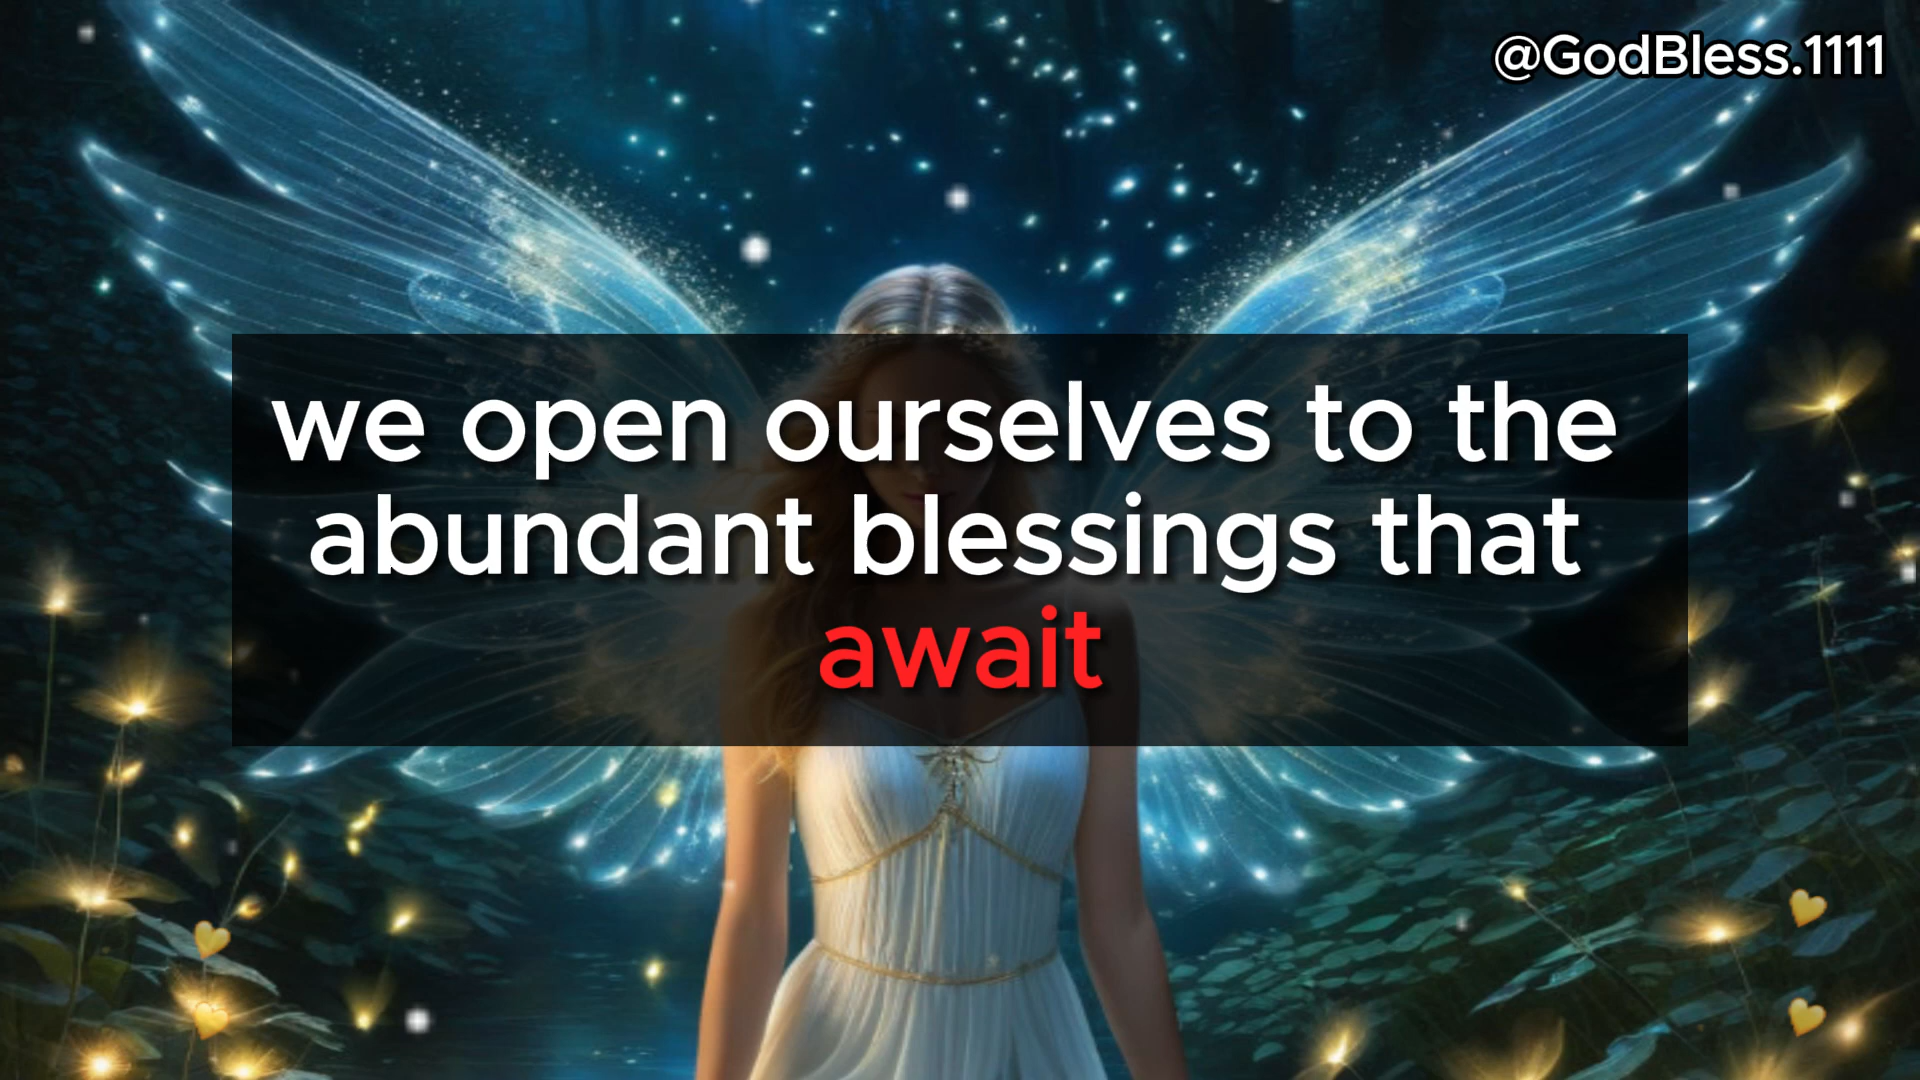 @GodBless.1111
we open ourselves to the
abundant blessings that
await